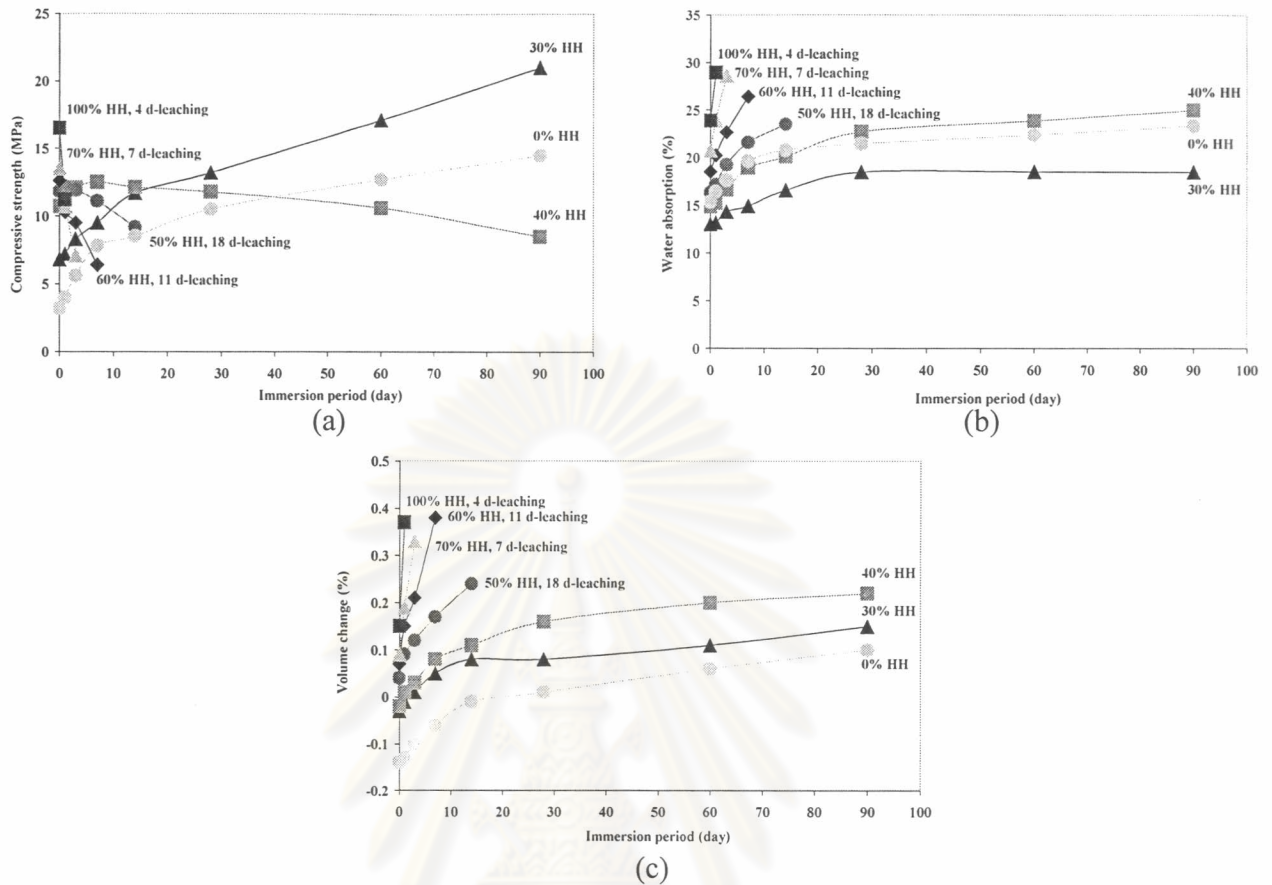 25
20
15
10
5
0
Compressive strength (MPa)
30% HH
100% HH, 4 d-leaching
70% HH, 7 d-leaching
0% HH
40% HH
50% HH, 18 d-leaching
60% HH, 11 d-leaching
0 10 20 30 40 50 60 70 80 90 100
Immersion period (day)
(a)
35
30
25
20
15
10
5
0
Water absorption (%)
100% HH, 4 d-leaching
70% HH, 7 d-leaching
60% HH, 11 d-leaching
50% HH, 18 d-leaching
40% HH
0% HH
30% HH
0 10 20 30 40 50 60 70 80 90 100
Immersion period (day)
(b)
0.5
0.4
0.3
0.2
0.1
0
-0.1
-0.2
Volume change (%)
100% HH, 4 d-leaching
60% HH, 11 d-leaching
70% HH, 7 d-leaching
50% HH, 18 d-leaching
40% HH
30% HH
0% HH
0 10 20 30 40 50 60 70 80 90 100
Immersion period (day)
(c)